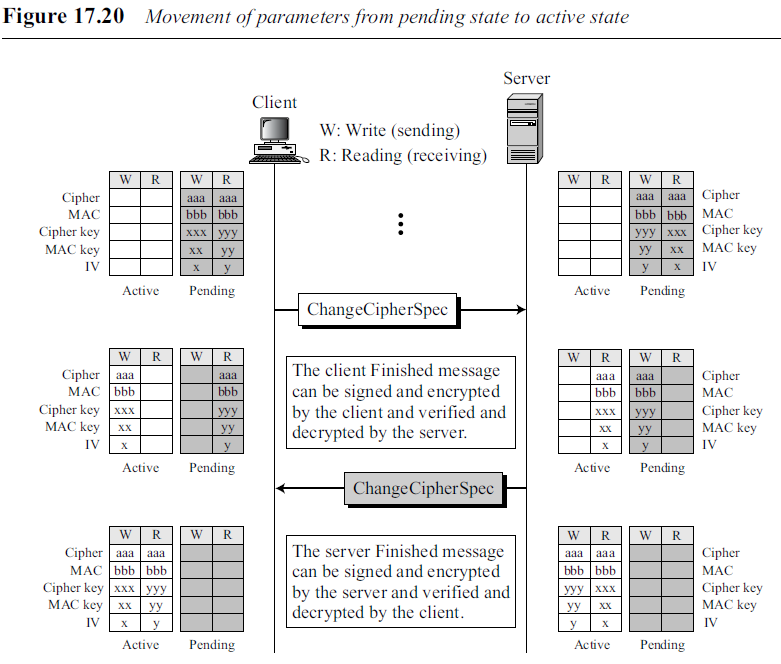 Figure 17.20 Movement of parameters from pending state to active state
Server
Client
W: Write (sending)
R: Reading (receiving)
W R W R
Cipher aaa aaa
MAC bbb bbb
Cipher key xxx yyy
MAC key xx yy
IV x y
Active Pending
W R W R
aaa aaa Cipher
bbb bbb MAC
yyy xxx Cipher key
yy xx MAC key
y x IV
Active Pending
ChangeCipherSpec
W R W R
Cipher aaa aaa
MAC bbb bbb
Cipher key xxx yyy
MAC key xx yy
IV x y
Active Pending
The client Finished message
can be signed and encrypted
by the client and verified and
decrypted by the server.
W R W R
aaa aaa Cipher
bbb bbb MAC
xxx yyy Cipher key
xx yy MAC key
x y IV
Active Pending
ChangeCipherSpec
W R W R
Cipher aaa aaa
MAC bbb bbb
Cipher key xxx yyy
MAC key xx yy
IV x y
Active Pending
The server Finished message
can be signed and encrypted
by the server and verified and
decrypted by the client.
W R W R
aaa aaa Cipher
bbb bbb MAC
yyy xxx Cipher key
yy xx MAC key
y x IV
Active Pending